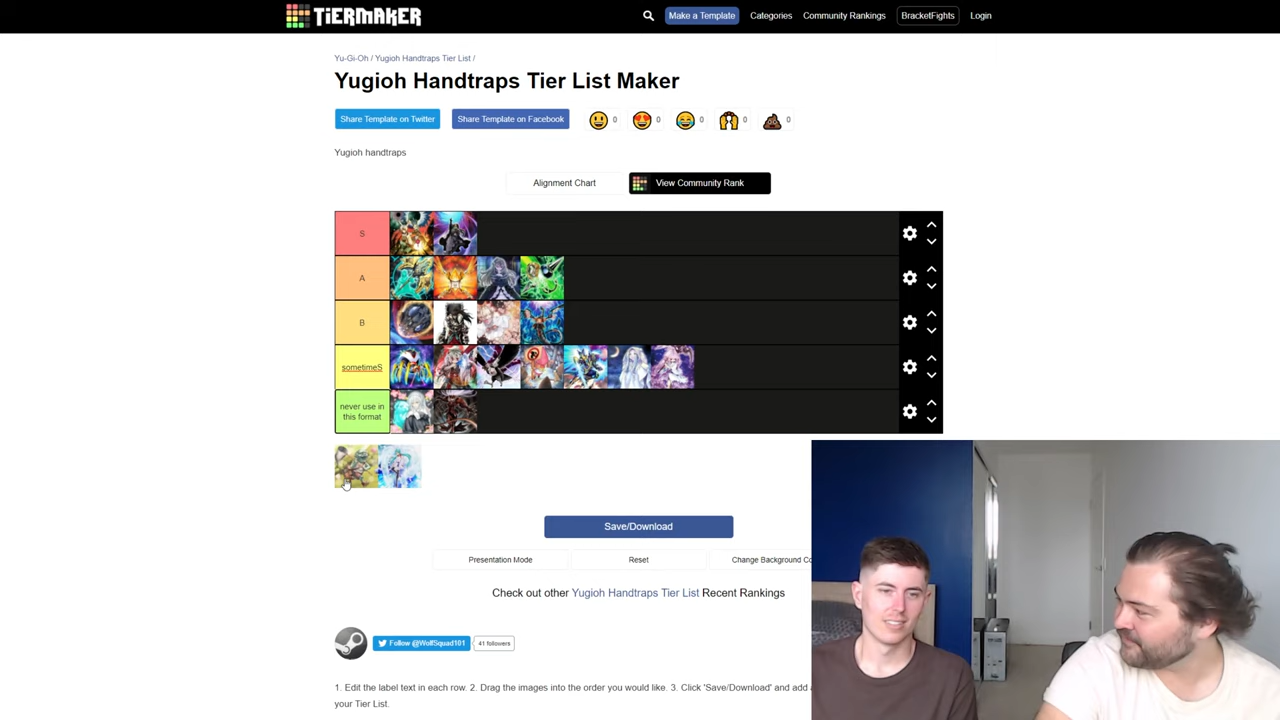 TIERMAKER
Make a Template
Categories
Community Rankings
BracketFights
Login
Yu-Gi-Oh / Yugioh Handtraps Tier List /
Yugioh Handtraps Tier List Maker
Share Template on Twitter
Share Template on Facebook
0
0
0
0
0
Yugioh handtraps
Alignment Chart
View Community Rank
S
A
B
sometimeS
never use in
this format
Save/Download
Presentation Mode
Reset
Change Background Co
Check out other Yugioh Handtraps Tier List Recent Rankings
Follow @WolfSquad101
41 followers
1. Edit the label text in each row. 2. Drag the images into the order you would like. 3. Click 'Save/Download' and add a
your Tier List.